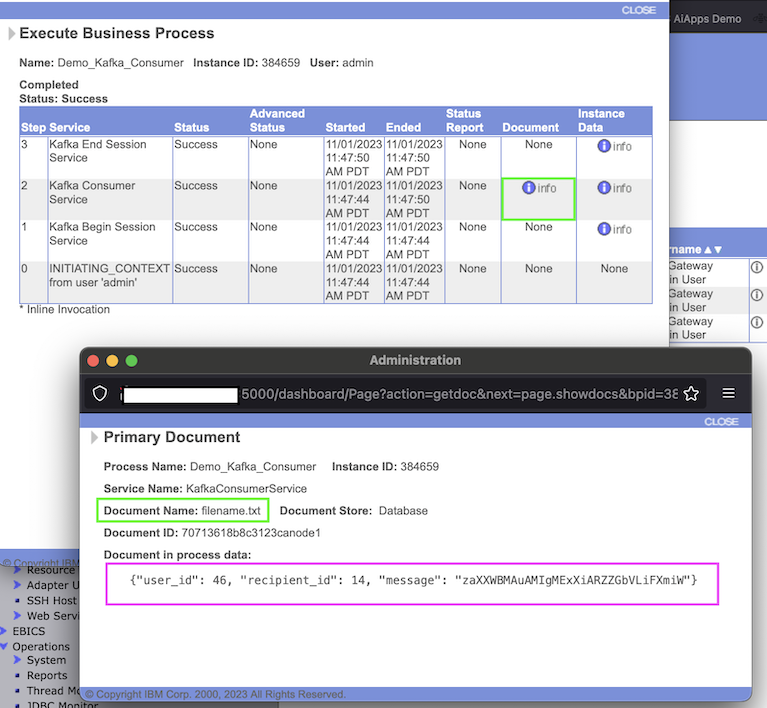 CLOSE
AiApps Demo
Execute Business Process
Name: Demo_Kafka_Consumer Instance ID: 384659 User: admin
Completed
Status: Success
Step Service Status Advanced Status Started Ended Status Report Document Instance Data
3 Kafka End Session Service Success None 11/01/2023 11:47:50 AM PDT 11/01/2023 11:47:50 AM PDT None None info
2 Kafka Consumer Service Success None 11/01/2023 11:47:44 AM PDT 11/01/2023 11:47:50 AM PDT None info info
1 Kafka Begin Session Service Success None 11/01/2023 11:47:44 AM PDT 11/01/2023 11:47:44 AM PDT None None info
0 INITIATING_CONTEXT from user 'admin' Success None 11/01/2023 11:47:44 AM PDT 11/01/2023 11:47:44 AM PDT None None None
* Inline Invocation
rname
Gateway
in User
Gateway
in User
Gateway
in User
Administration
5000/dashboard/Page?action=getdoc&next=page.showdocs&bpid=38
CLOSE
Primary Document
Process Name: Demo_Kafka_Consumer Instance ID: 384659
Service Name: KafkaConsumerService
Document Name: filename.txt Document Store: Database
Document ID: 70713618b8c3123canode1
Document in process data:
{"user_id": 46, "recipient_id": 14, "message": "zaXXWBMAuAMIgMExXiARZZGbVLiFXmiW"}
© Copyright IBM Corp. 2000, 2023 All Rights Reserved.
© Copyright IBM
Resource
Adapter U
SSH Host
Web Servi
EBICS
Operations
System
Reports
Thread Mo
JDBC Monitor